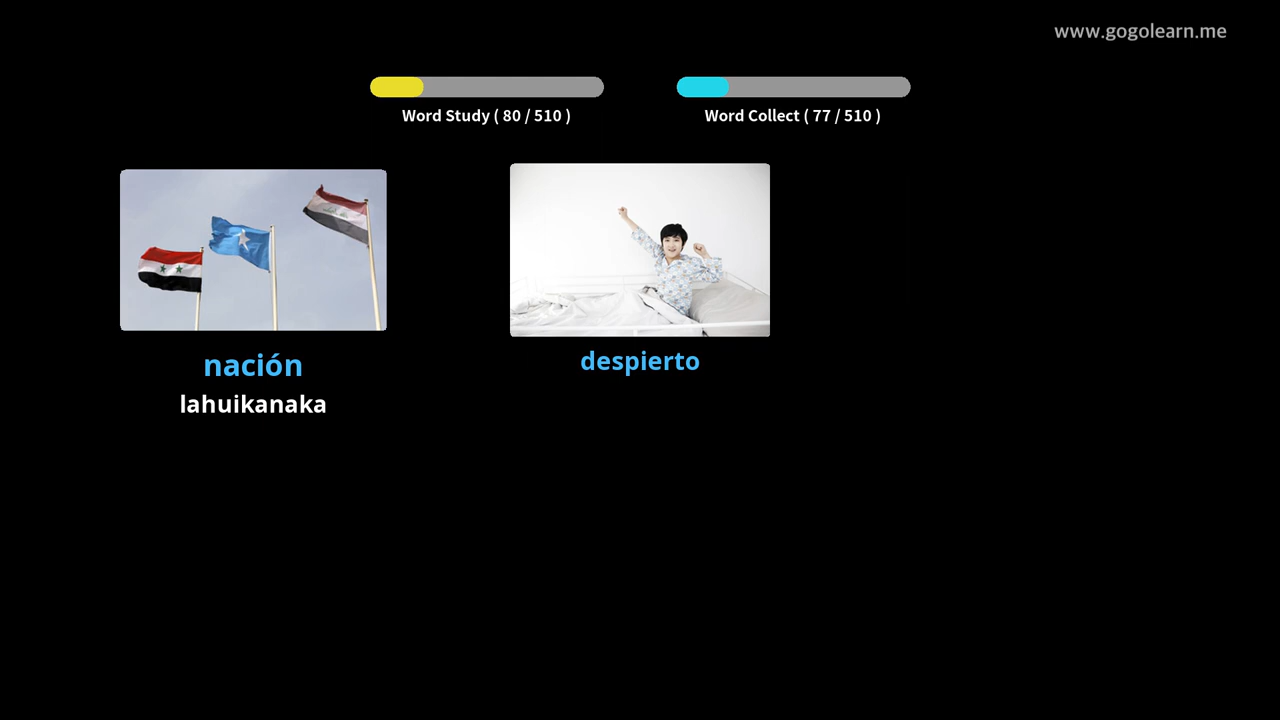 www.gogolearn.me
Word Study ( 80 / 510 )
Word Collect ( 77 / 510 )
nación
lahuikanaka
despierto